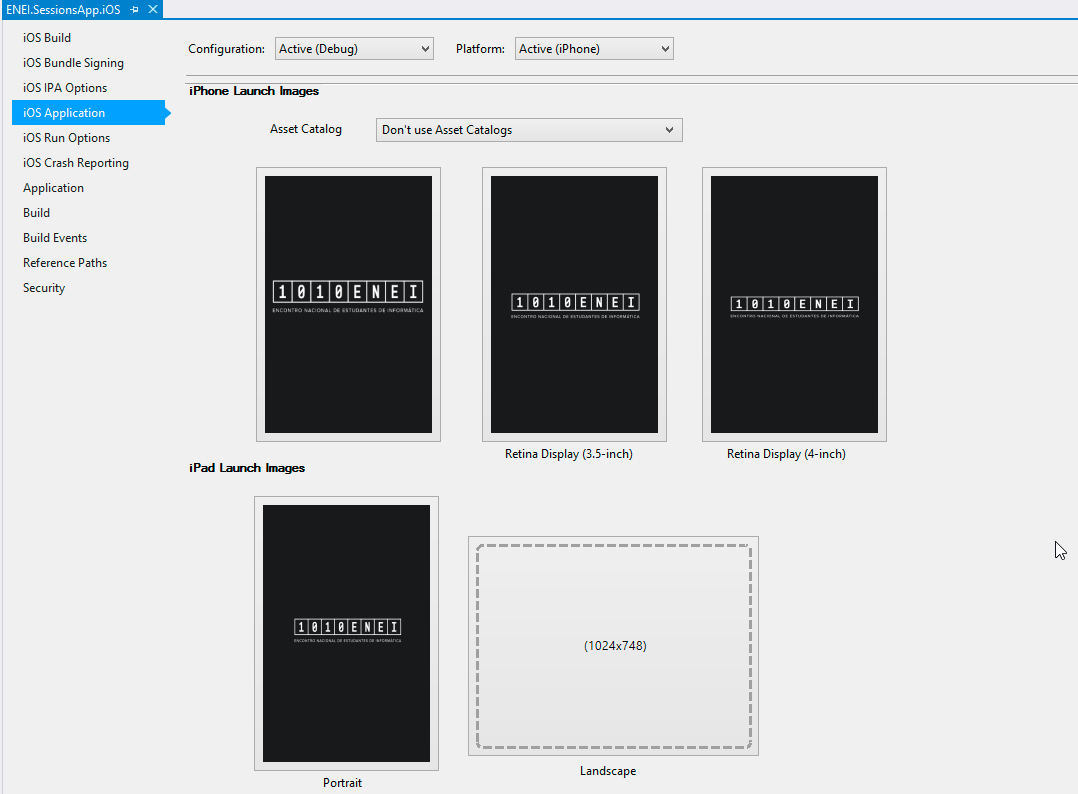 ENEI.SessionsApp.iOS
iOS Build
iOS Bundle Signing
iOS IPA Options
iOS Application
iOS Run Options
iOS Crash Reporting
Application
Build
Build Events
Reference Paths
Security
Configuration: Active (Debug) Platform: Active (iPhone)
iPhone Launch Images
Asset Catalog Don't use Asset Catalogs
1010ENEI
ENCONTRO NACIONAL DE ESTUDANTES DE INFORMÁTICA
1010ENEI
ENCONTRO NACIONAL DE ESTUDANTES DE INFORMÁTICA
1010ENEI
ENCONTRO NACIONAL DE ESTUDANTES DE INFORMÁTICA
Retina Display (3.5-inch)
Retina Display (4-inch)
iPad Launch Images
1010ENEI
ENCONTRO NACIONAL DE ESTUDANTES DE INFORMÁTICA
(1024x748)
Portrait
Landscape